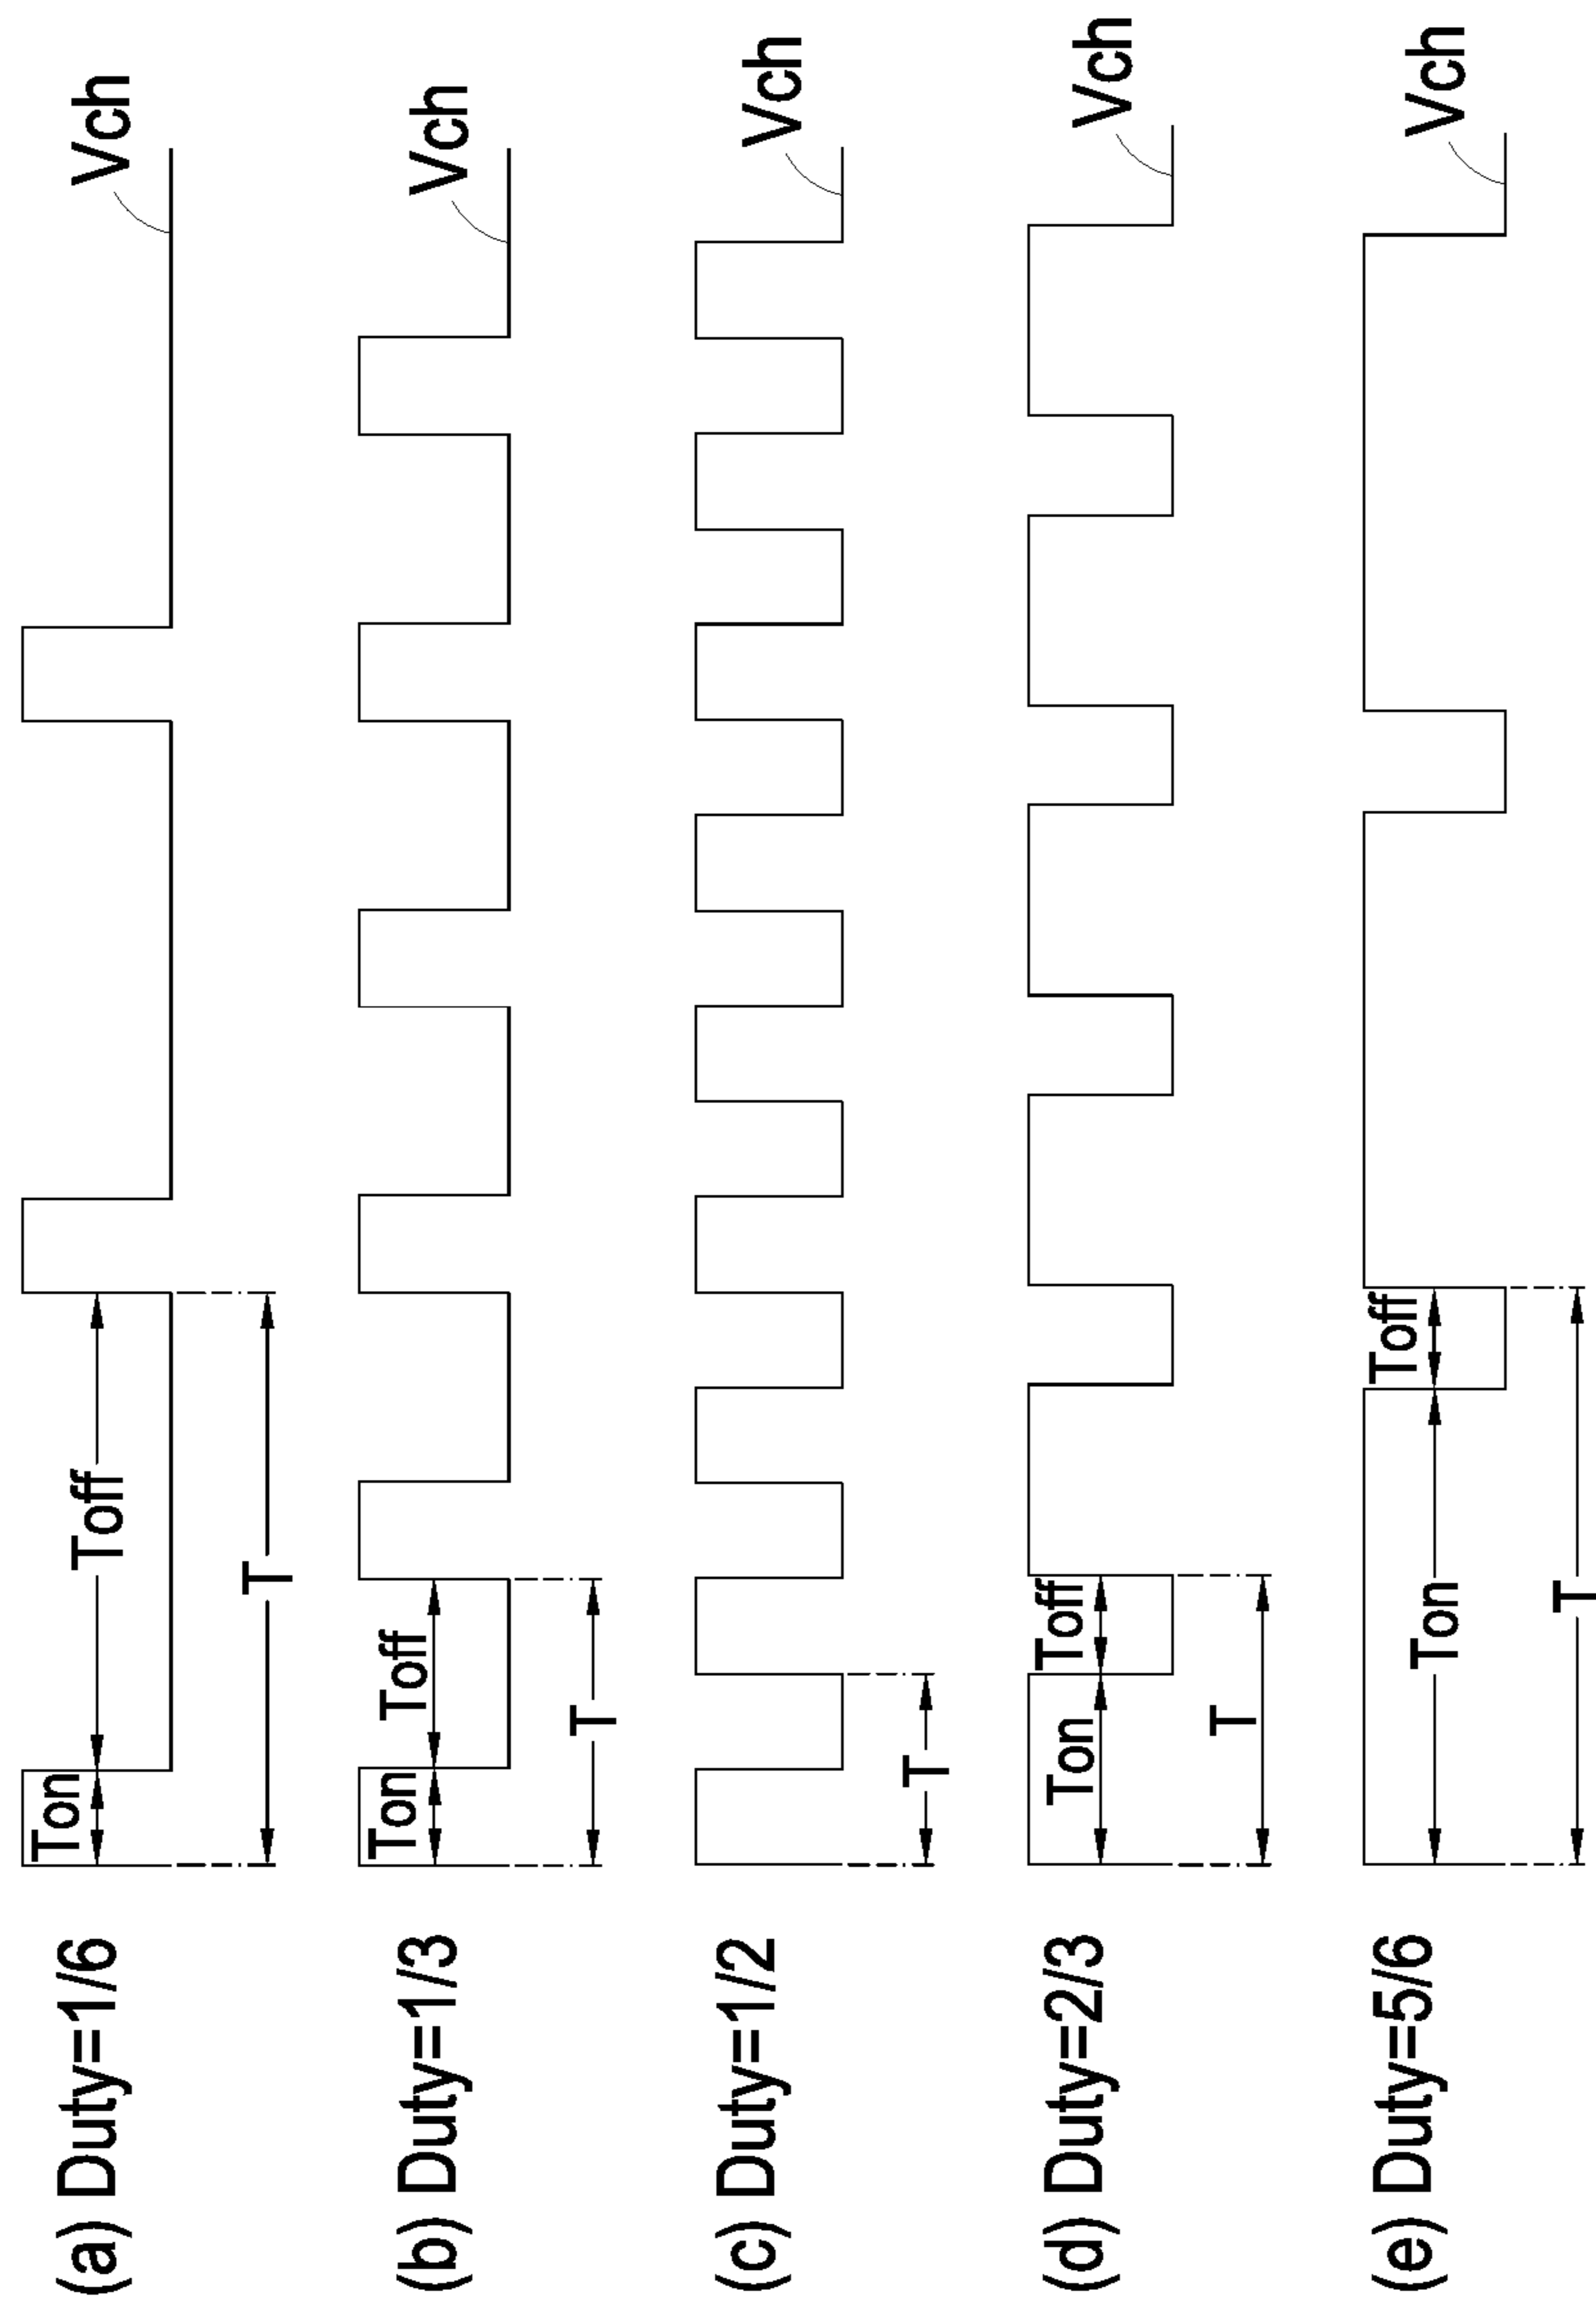 (a) Duty=1/6
Ton
Toff
T
Vch
(b) Duty=1/3
Ton
Toff
T
Vch
(c) Duty=1/2
T
Vch
(d) Duty=2/3
Ton
Toff
T
Vch
(e) Duty=5/6
Ton
Toff
T
Vch